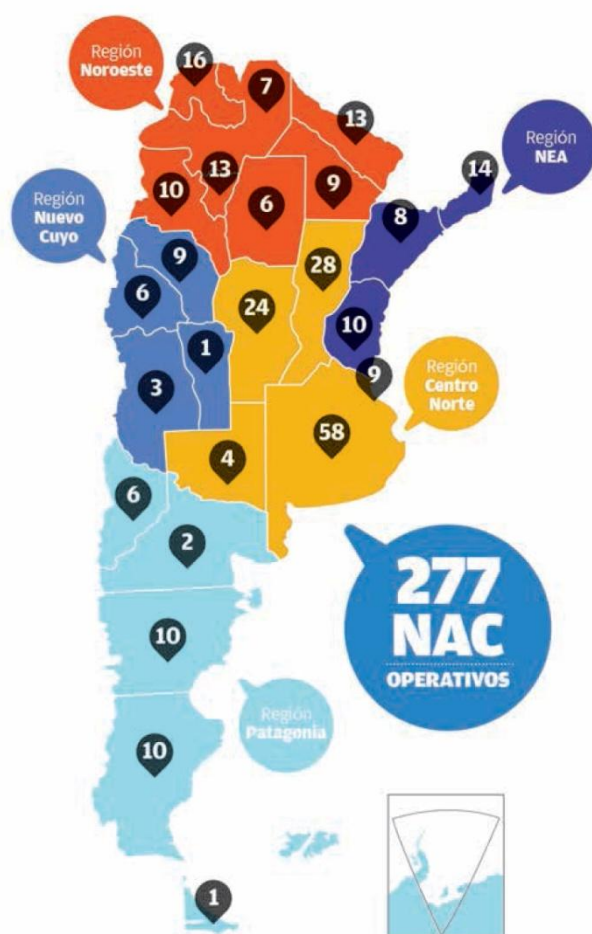 Región
Noroeste
16
7
13
Región
NEA
14
13
10
9
6
8
Región
Nuevo
Cuyo
9
28
6
24
10
1
9
Región
Centro
Norte
3
58
4
6
2
277
NAC
OPERATIVOS
10
Región
Patagonia
10
1